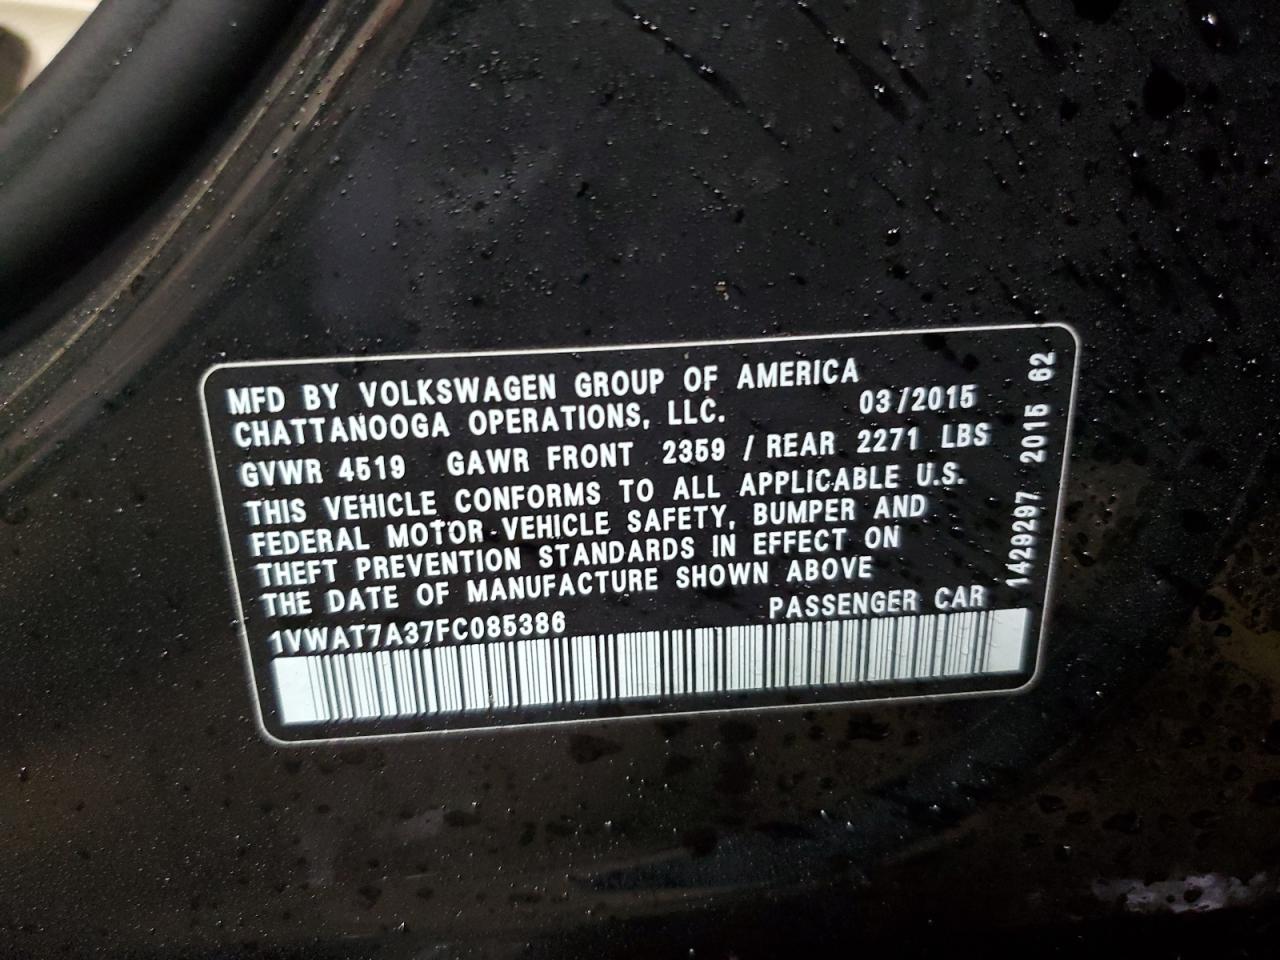 MFD BY VOLKSWAGEN GROUP OF AMERICA
CHATTANOOGA OPERATIONS, LLC. 03/2015
GVWR 4519 GAWR FRONT 2359 / REAR 2271 LBS
THIS VEHICLE CONFORMS TO ALL APPLICABLE U.S.
FEDERAL MOTOR VEHICLE SAFETY, BUMPER AND
THEFT PREVENTION STANDARDS IN EFFECT ON
THE DATE OF MANUFACTURE SHOWN ABOVE
1VWAT7A37FC085386 PASSENGER CAR
1429297 2015 62